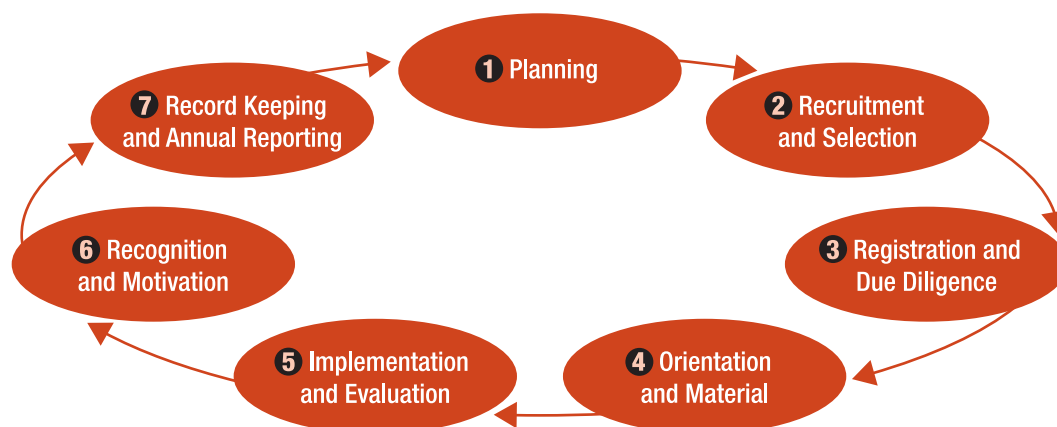 1 Planning
2 Recruitment
and Selection
3 Registration and
Due Diligence
4 Orientation
and Material
5 Implementation
and Evaluation
6 Recognition
and Motivation
7 Record Keeping
and Annual Reporting